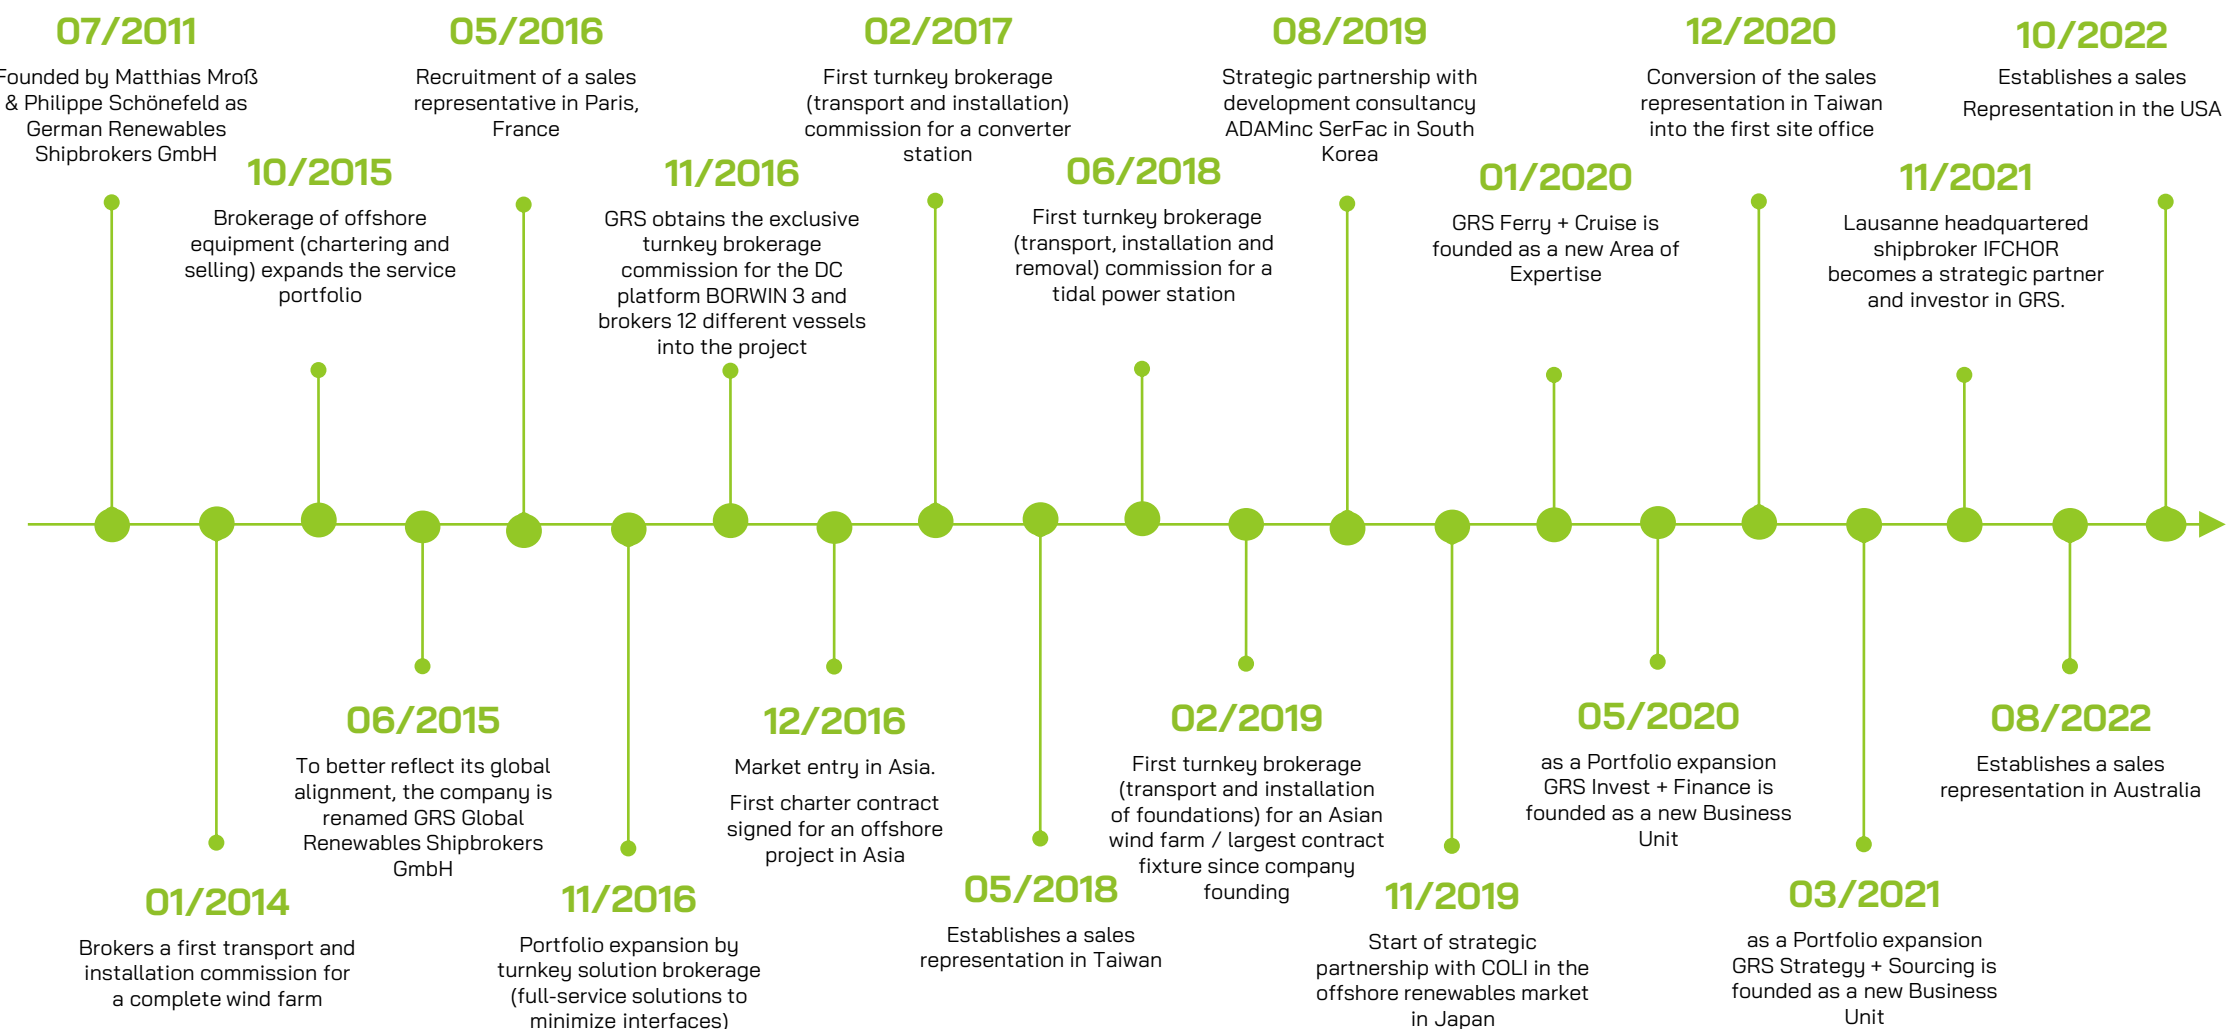 07/2011
Founded by Matthias Mroß
& Philippe Schönefeld as
German Renewables
Shipbrokers GmbH
01/2014
Brokers a first transport and
installation commission for
a complete wind farm
10/2015
Brokerage of offshore
equipment (chartering and
selling) expands the service
portfolio
06/2015
To better reflect its global
alignment, the company is
renamed GRS Global
Renewables Shipbrokers
GmbH
05/2016
Recruitment of a sales
representative in Paris,
France
11/2016
Portfolio expansion by
turnkey solution brokerage
(full-service solutions to
minimize interfaces)
11/2016
GRS obtains the exclusive
turnkey brokerage
commission for the DC
platform BORWIN 3 and
brokers 12 different vessels
into the project
12/2016
Market entry in Asia.
First charter contract
signed for an offshore
project in Asia
02/2017
First turnkey brokerage
(transport and installation)
commission for a converter
station
05/2018
Establishes a sales
representation in Taiwan
06/2018
First turnkey brokerage
(transport, installation and
removal) commission for a
tidal power station
02/2019
First turnkey brokerage
(transport and installation
of foundations) for an Asian
wind farm / largest contract
fixture since company
founding
08/2019
Strategic partnership with
development consultancy
ADAMinc SerFac in South
Korea
11/2019
Start of strategic
partnership with COLI in the
offshore renewables market
in Japan
01/2020
GRS Ferry + Cruise is
founded as a new Area of
Expertise
05/2020
as a Portfolio expansion
GRS Invest + Finance is
founded as a new Business
Unit
12/2020
Conversion of the sales
representation in Taiwan
into the first site office
03/2021
as a Portfolio expansion
GRS Strategy + Sourcing is
founded as a new Business
Unit
11/2021
Lausanne headquartered
shipbroker IFCHOR
becomes a strategic partner
and investor in GRS.
08/2022
Establishes a sales
representation in Australia
10/2022
Establishes a sales
Representation in the USA